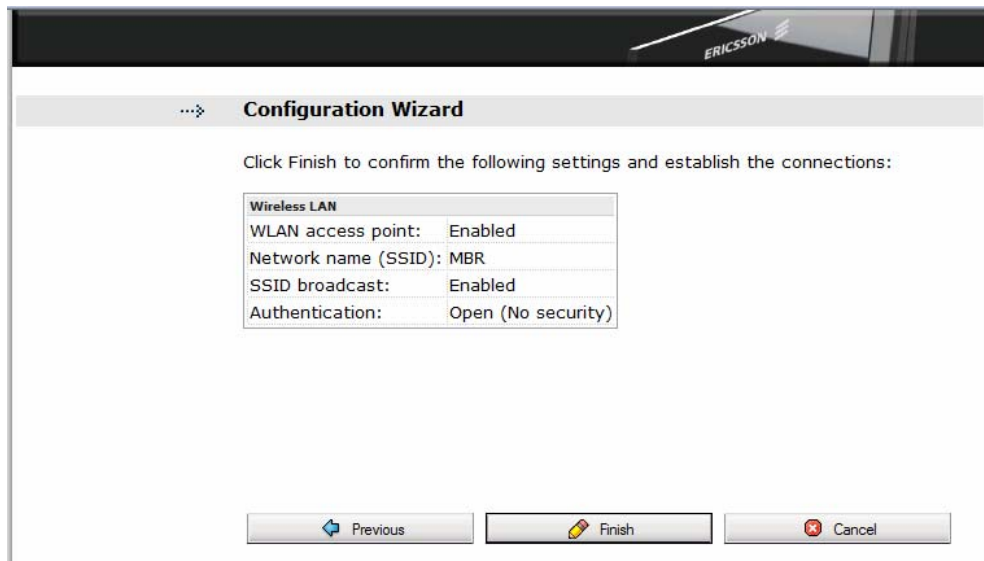 ERICSSON
Configuration Wizard
Click Finish to confirm the following settings and establish the connections:
Wireless LAN
WLAN access point: Enabled
Network name (SSID): MBR
SSID broadcast: Enabled
Authentication: Open (No security)
Previous Finish Cancel